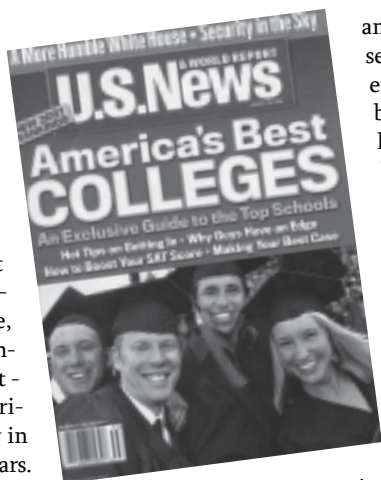 A More Humble White House • Security in the Sky
& WORLD REPORT
U.S.News
America's Best
COLLEGES
An Exclusive Guide to the Top Schools
Hot Tips on Getting In • Why Guys Have an Edge
How to Boost Your SAT Score • Making Your Best Case
an
se
e
b
t
–
e,
n-
t -
ri-
in
ars.